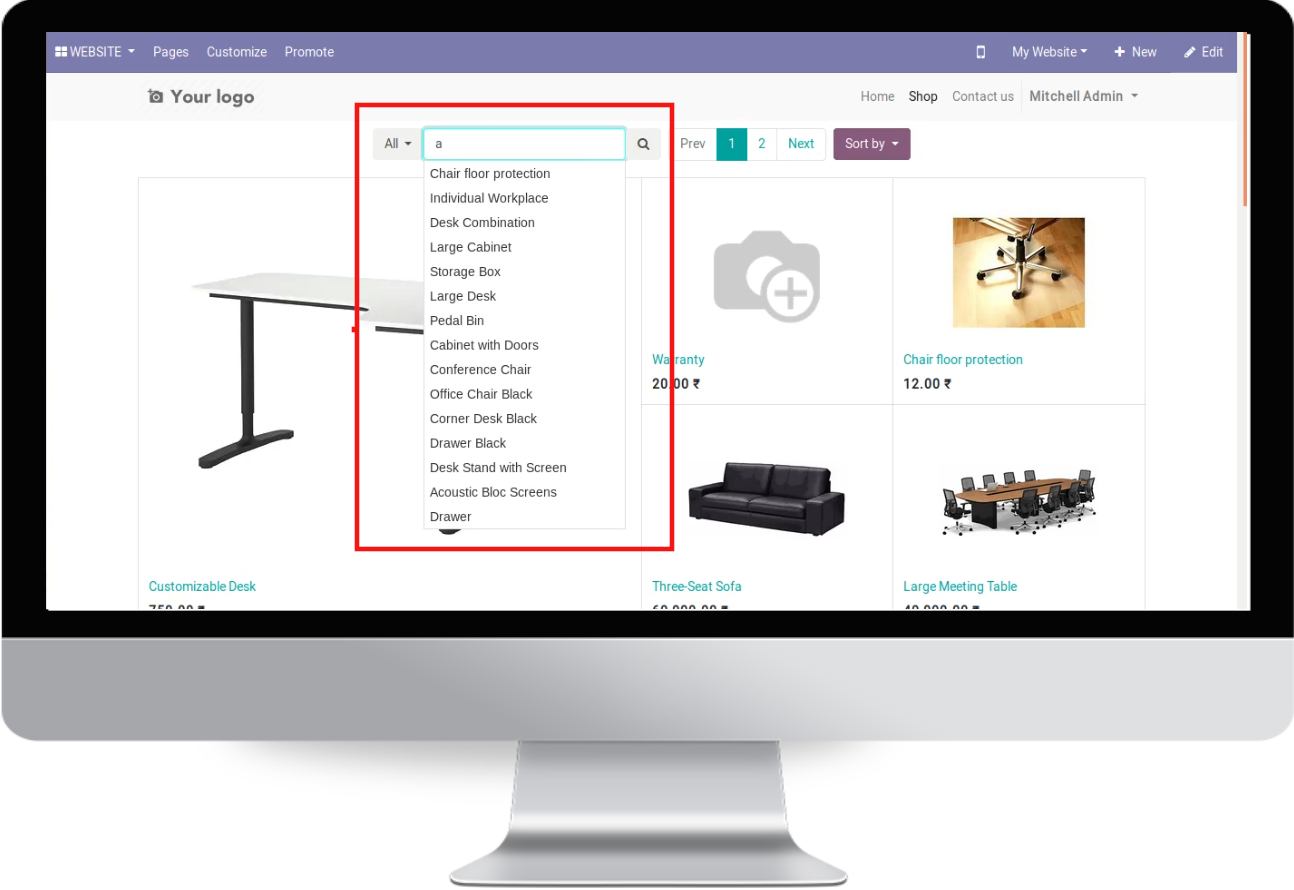 WEBSITE Pages Customize Promote My Website New Edit
Your logo Home Shop Contact us Mitchell Admin
All a Prev 1 2 Next Sort by
Chair floor protection
Individual Workplace
Desk Combination
Large Cabinet
Storage Box
Large Desk
Pedal Bin
Cabinet with Doors
Conference Chair
Office Chair Black
Corner Desk Black
Drawer Black
Desk Stand with Screen
Acoustic Bloc Screens
Drawer
Warranty Chair floor protection
20.00 ₹ 12.00 ₹
Customizable Desk Three-Seat Sofa Large Meeting Table